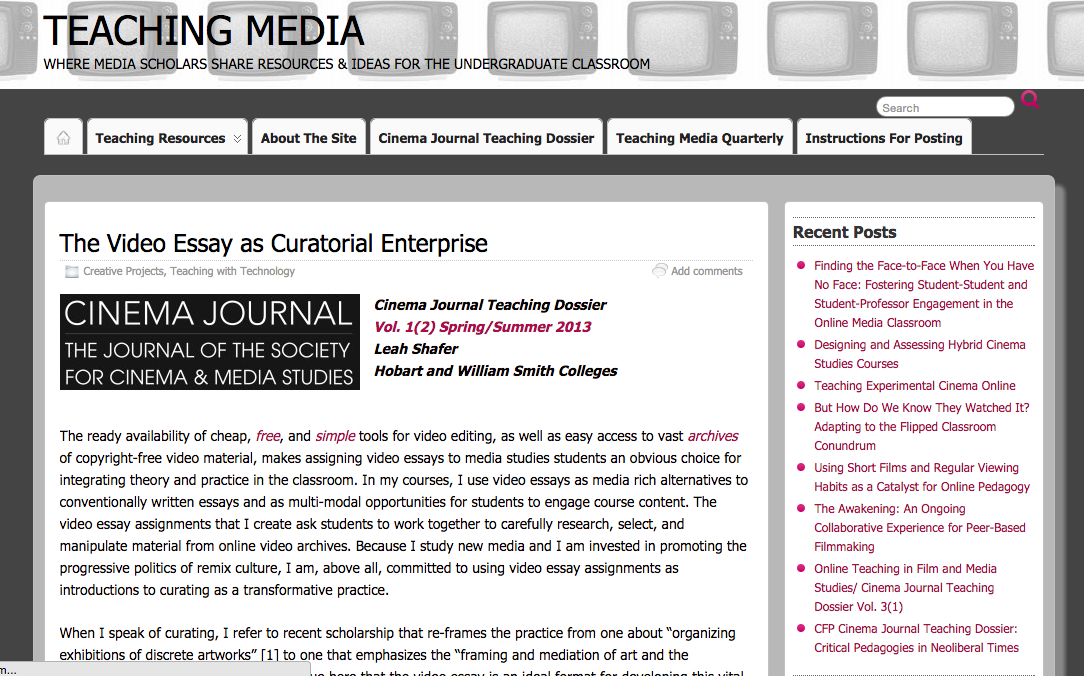 TEACHING MEDIA
WHERE MEDIA SCHOLARS SHARE RESOURCES & IDEAS FOR THE UNDERGRADUATE CLASSROOM
Search
Teaching Resources
About The Site
Cinema Journal Teaching Dossier
Teaching Media Quarterly
Instructions For Posting
The Video Essay as Curatorial Enterprise
Creative Projects, Teaching with Technology
Add comments
CINEMA JOURNAL
THE JOURNAL OF THE SOCIETY
FOR CINEMA & MEDIA STUDIES
Cinema Journal Teaching Dossier
Vol. 1(2) Spring/Summer 2013
Leah Shafer
Hobart and William Smith Colleges
The ready availability of cheap, free, and simple tools for video editing, as well as easy access to vast archives
of copyright-free video material, makes assigning video essays to media studies students an obvious choice for
integrating theory and practice in the classroom. In my courses, I use video essays as media rich alternatives to
conventionally written essays and as multi-modal opportunities for students to engage course content. The
video essay assignments that I create ask students to work together to carefully research, select, and
manipulate material from online video archives. Because I study new media and I am invested in promoting the
progressive politics of remix culture, I am, above all, committed to using video essay assignments as
introductions to curating as a transformative practice.
When I speak of curating, I refer to recent scholarship that re-frames the practice from one about “organizing
exhibitions of discrete artworks” [1] to one that emphasizes the “framing and mediation of art and the
here that the video essay is an ideal format for developing this vital
m...
Recent Posts
Finding the Face-to-Face When You Have
No Face: Fostering Student-Student and
Student-Professor Engagement in the
Online Media Classroom
Designing and Assessing Hybrid Cinema
Studies Courses
Teaching Experimental Cinema Online
But How Do We Know They Watched It?
Adapting to the Flipped Classroom
Conundrum
Using Short Films and Regular Viewing
Habits as a Catalyst for Online Pedagogy
The Awakening: An Ongoing
Collaborative Experience for Peer-Based
Filmmaking
Online Teaching in Film and Media
Studies/ Cinema Journal Teaching
Dossier Vol. 3(1)
CFP Cinema Journal Teaching Dossier:
Critical Pedagogies in Neoliberal Times